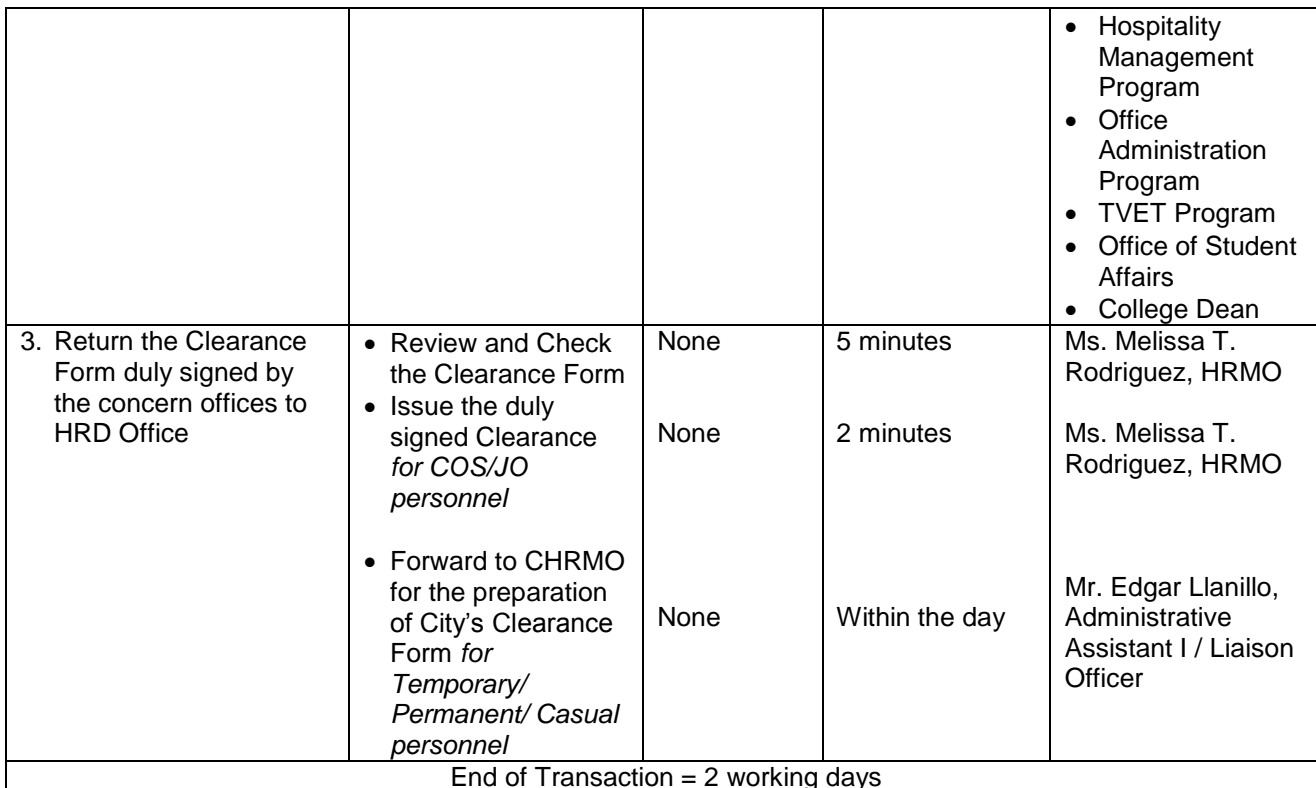 • Hospitality
Management
Program
• Office
Administration
Program
• TVET Program
• Office of Student
Affairs
• College Dean
3. Return the Clearance
Form duly signed by
the concern offices to
HRD Office
• Review and Check
the Clearance Form
• Issue the duly
signed Clearance
for COS/JO
personnel
• Forward to CHRMO
for the preparation
of City's Clearance
Form for
Temporary/
Permanent/ Casual
personnel
None
None
None
5 minutes
2 minutes
Within the day
Ms. Melissa T.
Rodriguez, HRMO
Ms. Melissa T.
Rodriguez, HRMO
Mr. Edgar Llanillo,
Administrative
Assistant I / Liaison
Officer
End of Transaction = 2 working days